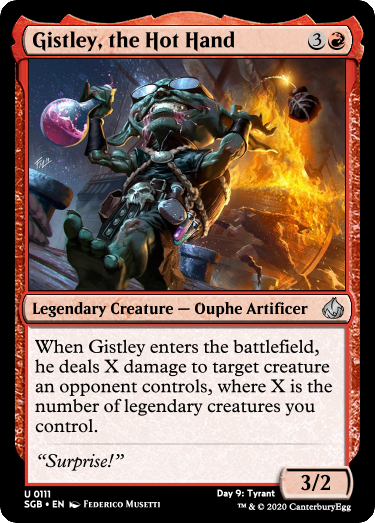 Gistley, the Hot Hand 3
Legendary Creature — Ouphe Artificer
When Gistley enters the battlefield,
he deals X damage to target creature
an opponent controls, where X is the
number of legendary creatures you
control.
“Surprise!”
3/2
U 0111
SGB • EN Federico Musetti
Day 9: Tyrant
™ & © 2020 CanterburyEgg